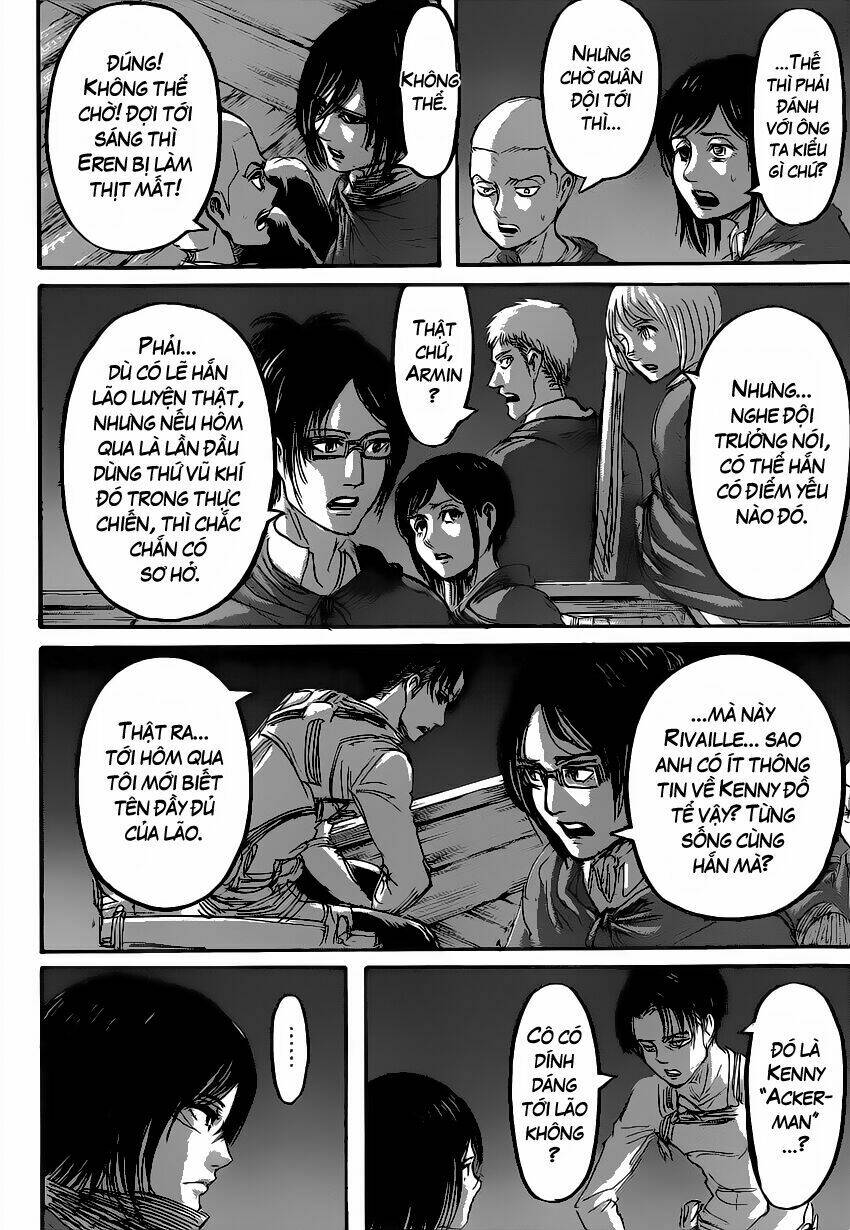 ...THẾ
THÌ PHẢI
ĐÁNH
VỚI ÔNG
TA KIỂU
GÌ CHỨ?
NHƯNG
CHỜ QUÂN
ĐỘI TỚI
THÌ...
KHÔNG
THỂ.
ĐÚNG!
KHÔNG THỂ
CHỜ! ĐỢI TỚI
SÁNG THÌ
EREN BỊ LÀM
THỊT MẤT!
NHƯNG...
NGHE ĐỘI
TRƯỞNG NÓI,
CÓ THỂ HẮN
CÓ ĐIỂM YẾU
NÀO ĐÓ.
THẬT
CHỨ,
ARMIN
?
PHẢI...
DÙ CÓ LẼ HẮN
LÃO LUYỆN THẬT,
NHƯNG NẾU HÔM
QUA LÀ LẦN ĐẦU
DÙNG THỨ VŨ KHÍ
ĐÓ TRONG THỰC
CHIẾN, THÌ CHẮC
CHẮN CÓ
SƠ HỞ.
...MÀ NÀY
RIVAILLE... SAO
ANH CÓ ÍT THÔNG
TIN VỀ KENNY ĐỒ
TỂ VẬY? TỪNG
SỐNG CÙNG
HẮN MÀ?
THẬT RA...
TỚI HÔM QUA
TÔI MỚI BIẾT
TÊN ĐẦY ĐỦ
CỦA LÃO.
ĐÓ LÀ
KENNY
"ACKER-
MAN"
...?
CÔ CÓ
DÍNH
DÁNG
TỚI LÃO
KHÔNG
?
......